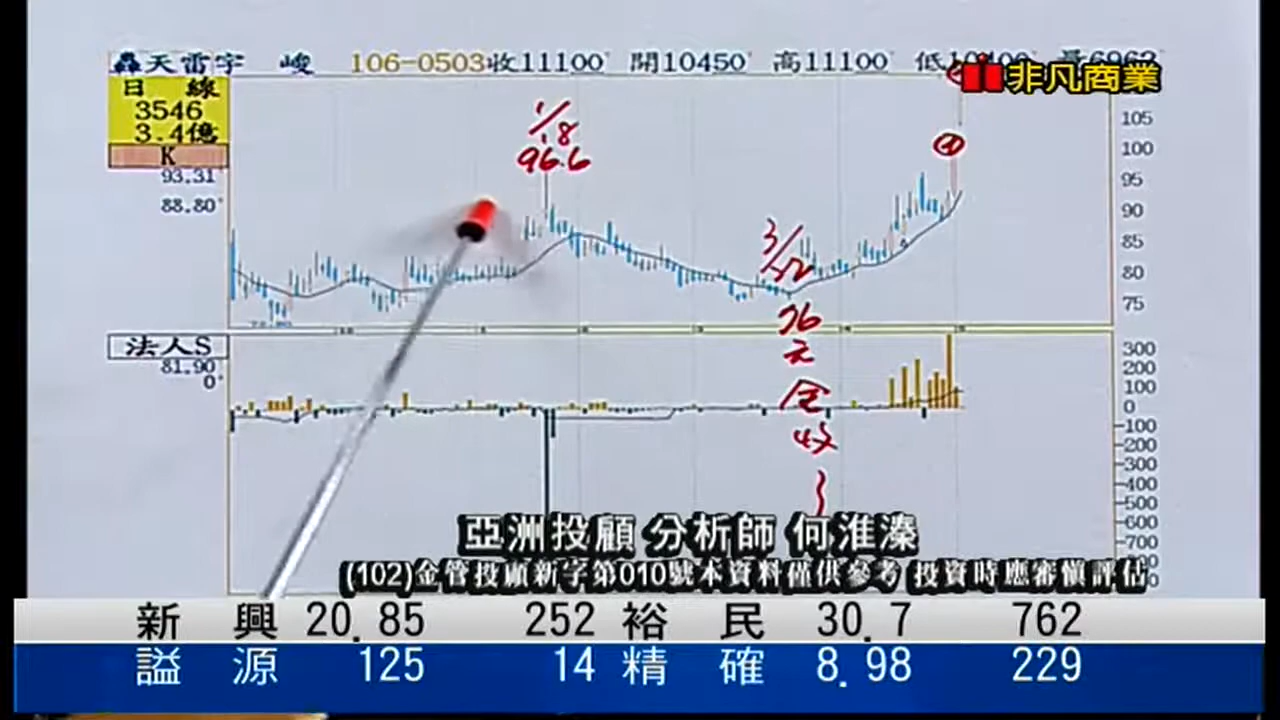 轟天雷宇 峻 106-0503收11100 開10450 高11100
非凡商業
日 線
3546
3.4億
K
93.31
88.80
1/18
96.6
3/22
76
元
全
收
105
100
95
90
85
80
75
法人S
81.90
0
300
200
100
0
-100
-200
-300
-400
-500
-600
-700
亞洲投顧 分析師 何淮溱
(102)金管投顧新字第010號本資料僅供參考 投資時應審慎評估
新 興 20.85 252 裕 民 30.7 762
謚 源 125 14 精 確 8.98 229